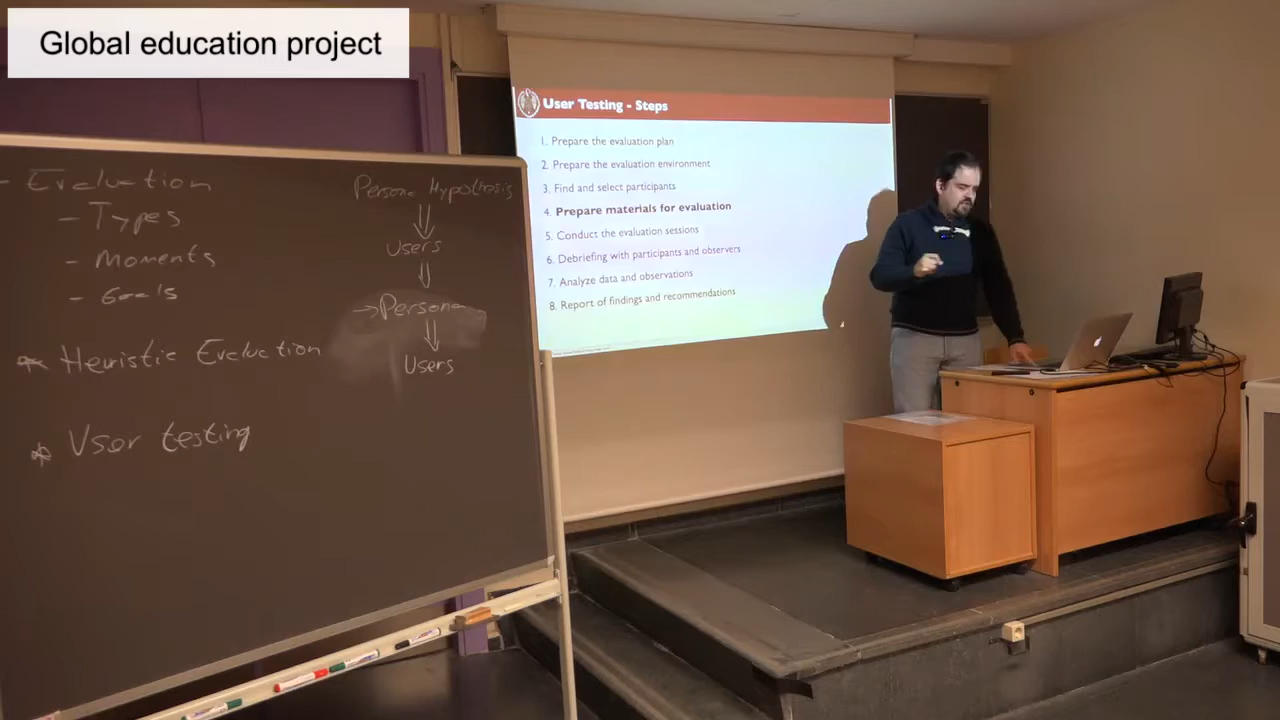 Global education project
- Evaluation
- Types
- Moments
- Goals
* Heuristic Evaluation
* User testing
Persona Hypothesis
Users
→Persona
Users
User Testing - Steps
1. Prepare the evaluation plan
2. Prepare the evaluation environment
3. Find and select participants
4. Prepare materials for evaluation
5. Conduct the evaluation sessions
6. Debriefing with participants and observers
7. Analyze data and observations
8. Report of findings and recommendations